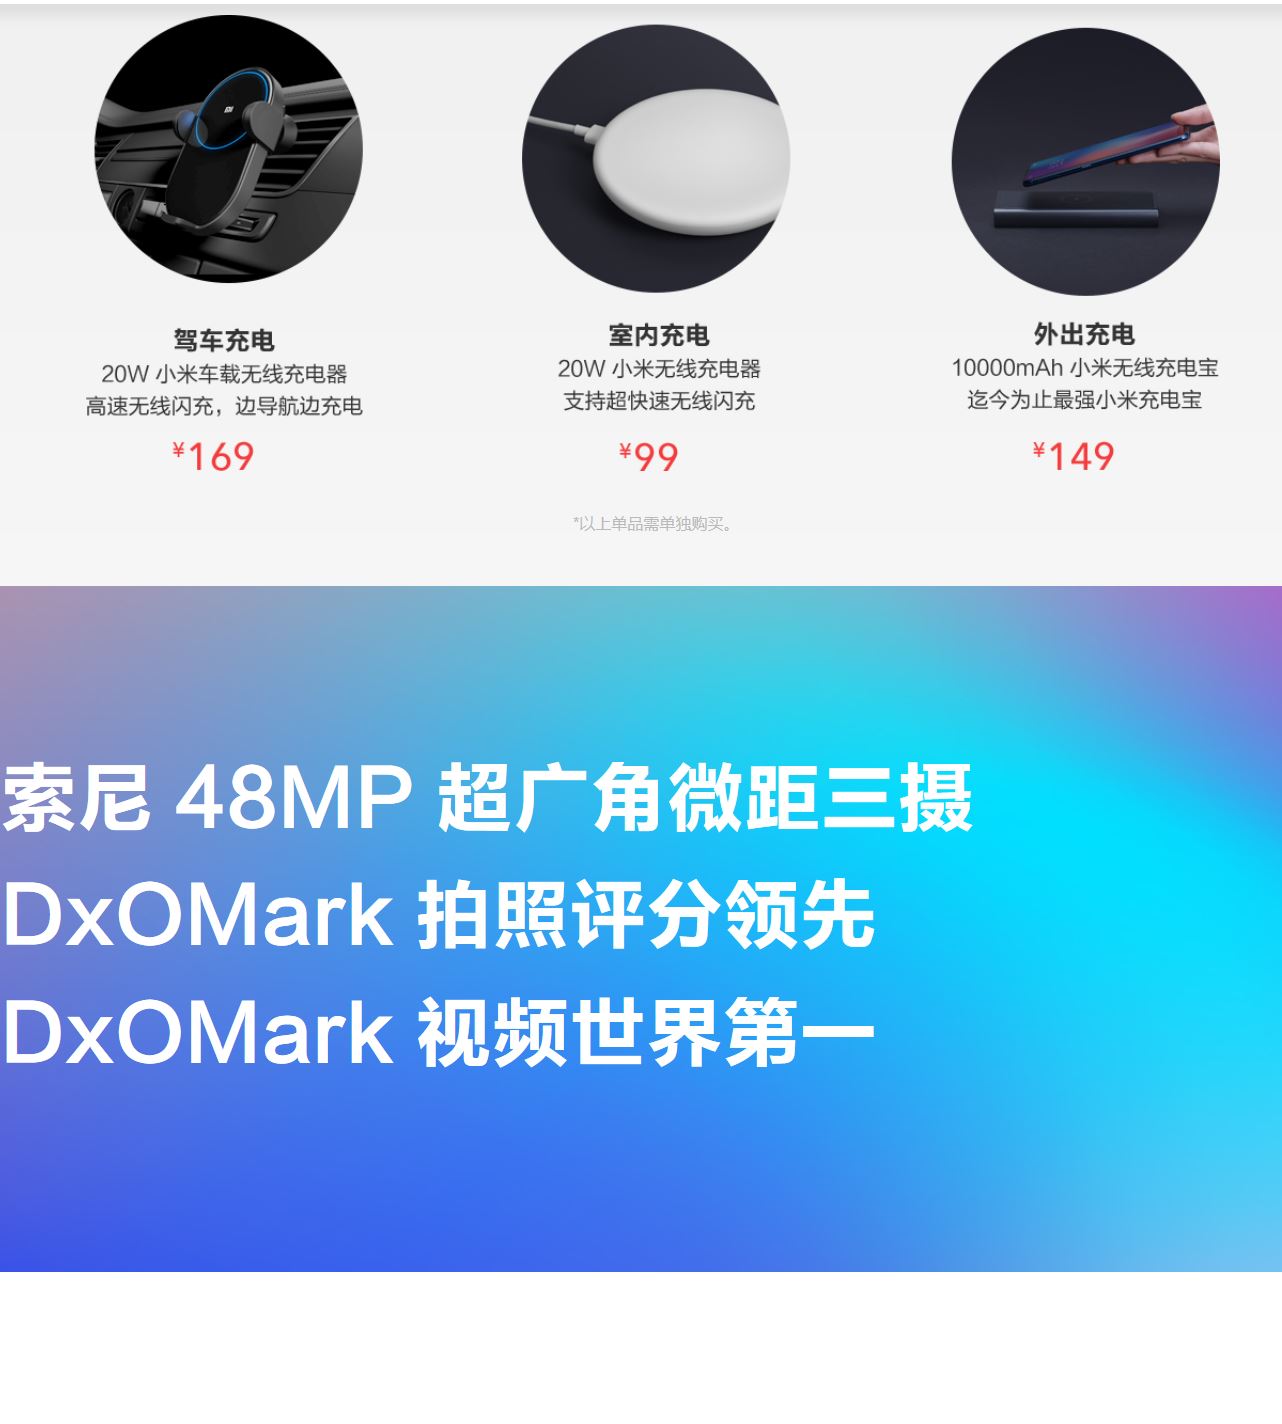 驾车充电
20W 小米车载无线充电器
高速无线闪充，边导航边充电
¥169
室内充电
20W 小米无线充电器
支持超快速无线闪充
¥99
外出充电
10000mAh 小米无线充电宝
迄今为止最强小米充电宝
¥149
*以上单品需单独购买。
索尼 48MP 超广角微距三摄
DxOMark 拍照评分领先
DxOMark 视频世界第一